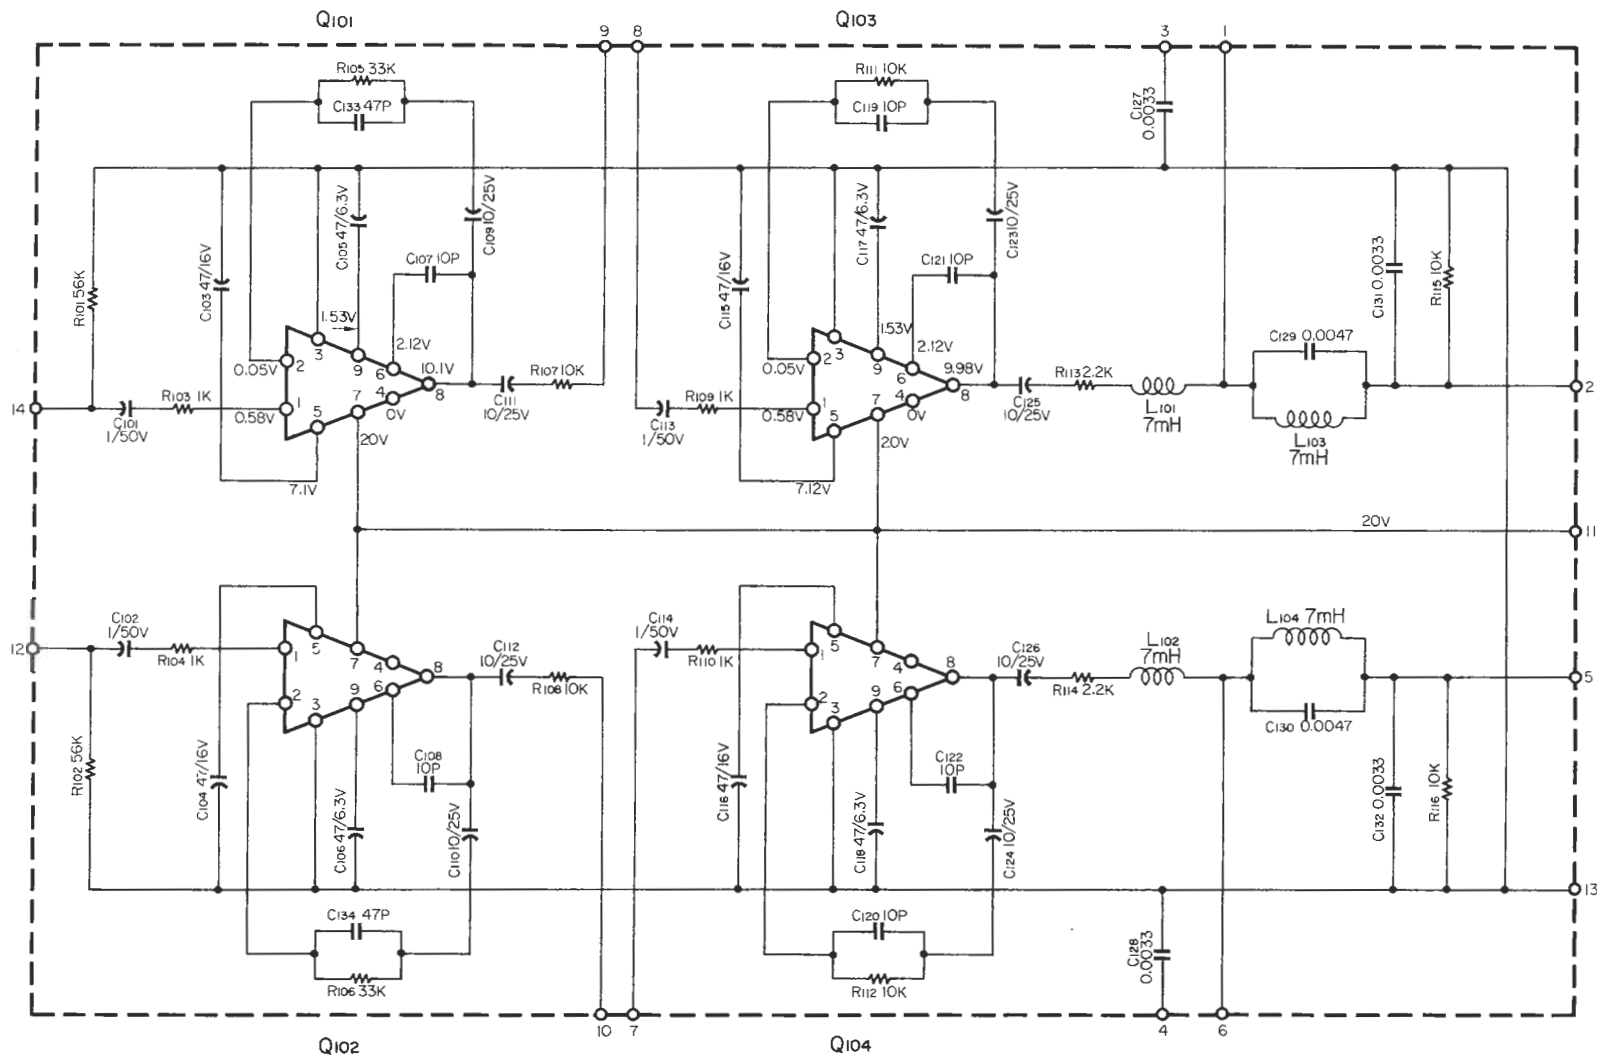 Q101
Q103
9
8
3
1
R105 33K
C133 47P
R111 10K
C119 10P
C127
0.0033
R101 56K
C103 47/16V
C105 47/6.3V
C109 10/25V
C107 10P
C115 47/16V
C117 47/6.3V
C123 10/25V
C121 10P
C131 0.0033
R115 10K
1.53V
2.12V
10.1V
0.05V
2
3
9
6
4
8
0V
R107 10K
C111
10/25V
1.53V
2.12V
9.98V
0.05V
2
3
9
6
4
8
0V
R113 2.2K
C125
10/25V
L101
7mH
C129 0.0047
L103
7mH
2
14
C101
1/50V
R103 1K
0.58V
1
5
7
20V
7.1V
C113
1/50V
R109 1K
0.58V
1
5
7
20V
7.12V
20V
11
12
C102
1/50V
R104 1K
1
5
7
4
8
2
3
9
6
C112
10/25V
R108 10K
C114
1/50V
R110 1K
1
5
7
4
8
2
3
9
6
C126
10/25V
R114 2.2K
L102
7mH
L104 7mH
C130 0.0047
5
R102 56K
C104 47/16V
C106 47/6.3V
C108
10P
C110 10/25V
C116 47/16V
C118 47/6.3V
C122
10P
C124 10/25V
C132 0.0033
R116 10K
13
C134 47P
R106 33K
C120 10P
R112 10K
C128
0.0033
10
7
4
6
Q102
Q104